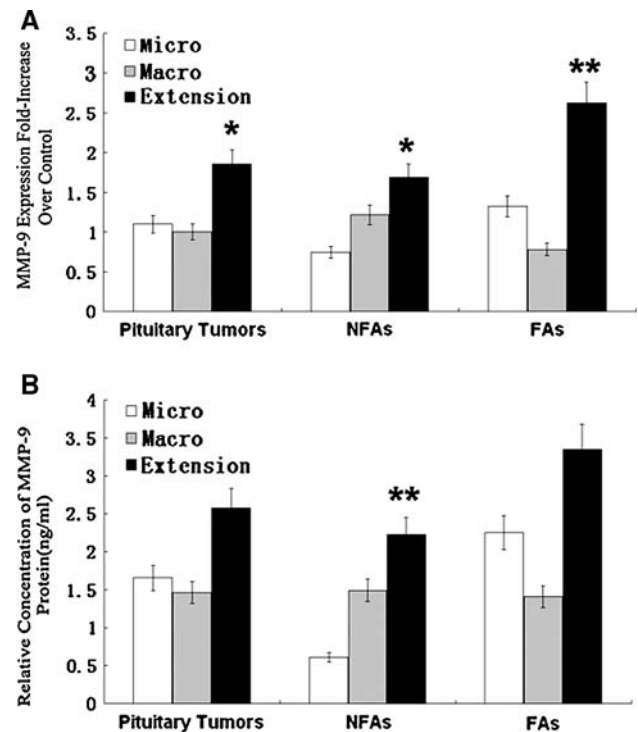 A
MMP-9 Expression Fold-Increase
Over Control
3.5
3
2.5
2
1.5
1
0.5
0
Micro
Macro
Extension
*
*
**
Pituitary Tumors
NFAs
FAs
B
Relative Concentration of MMP-9
Protein(ng/ml)
4
3.5
3
2.5
2
1.5
1
0.5
0
Micro
Macro
Extension
**
Pituitary Tumors
NFAs
FAs